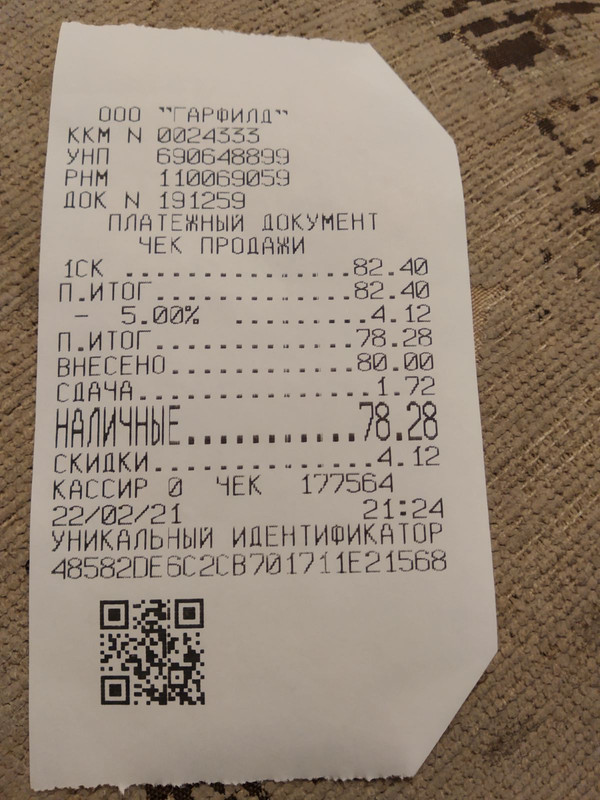 ООО "ГАРФИЛД"
ККМ N 0024333
УНП 690648899
РНМ 110069059
ДОК N 191259
ПЛАТЕЖНЫЙ ДОКУМЕНТ
ЧЕК ПРОДАЖИ
1СК ................82.40
П.ИТОГ..............82.40
- 5.00% .........4.12
П.ИТОГ..............78.28
ВНЕСЕНО.............80.00
СДАЧА................1.72
НАЛИЧНЫЕ...........78.28
СКИДКИ...............4.12
КАССИР 0 ЧЕК 177564
22/02/21 21:24
УНИКАЛЬНЫЙ ИДЕНТИФИКАТОР
48582DE6C2CB701711E21568